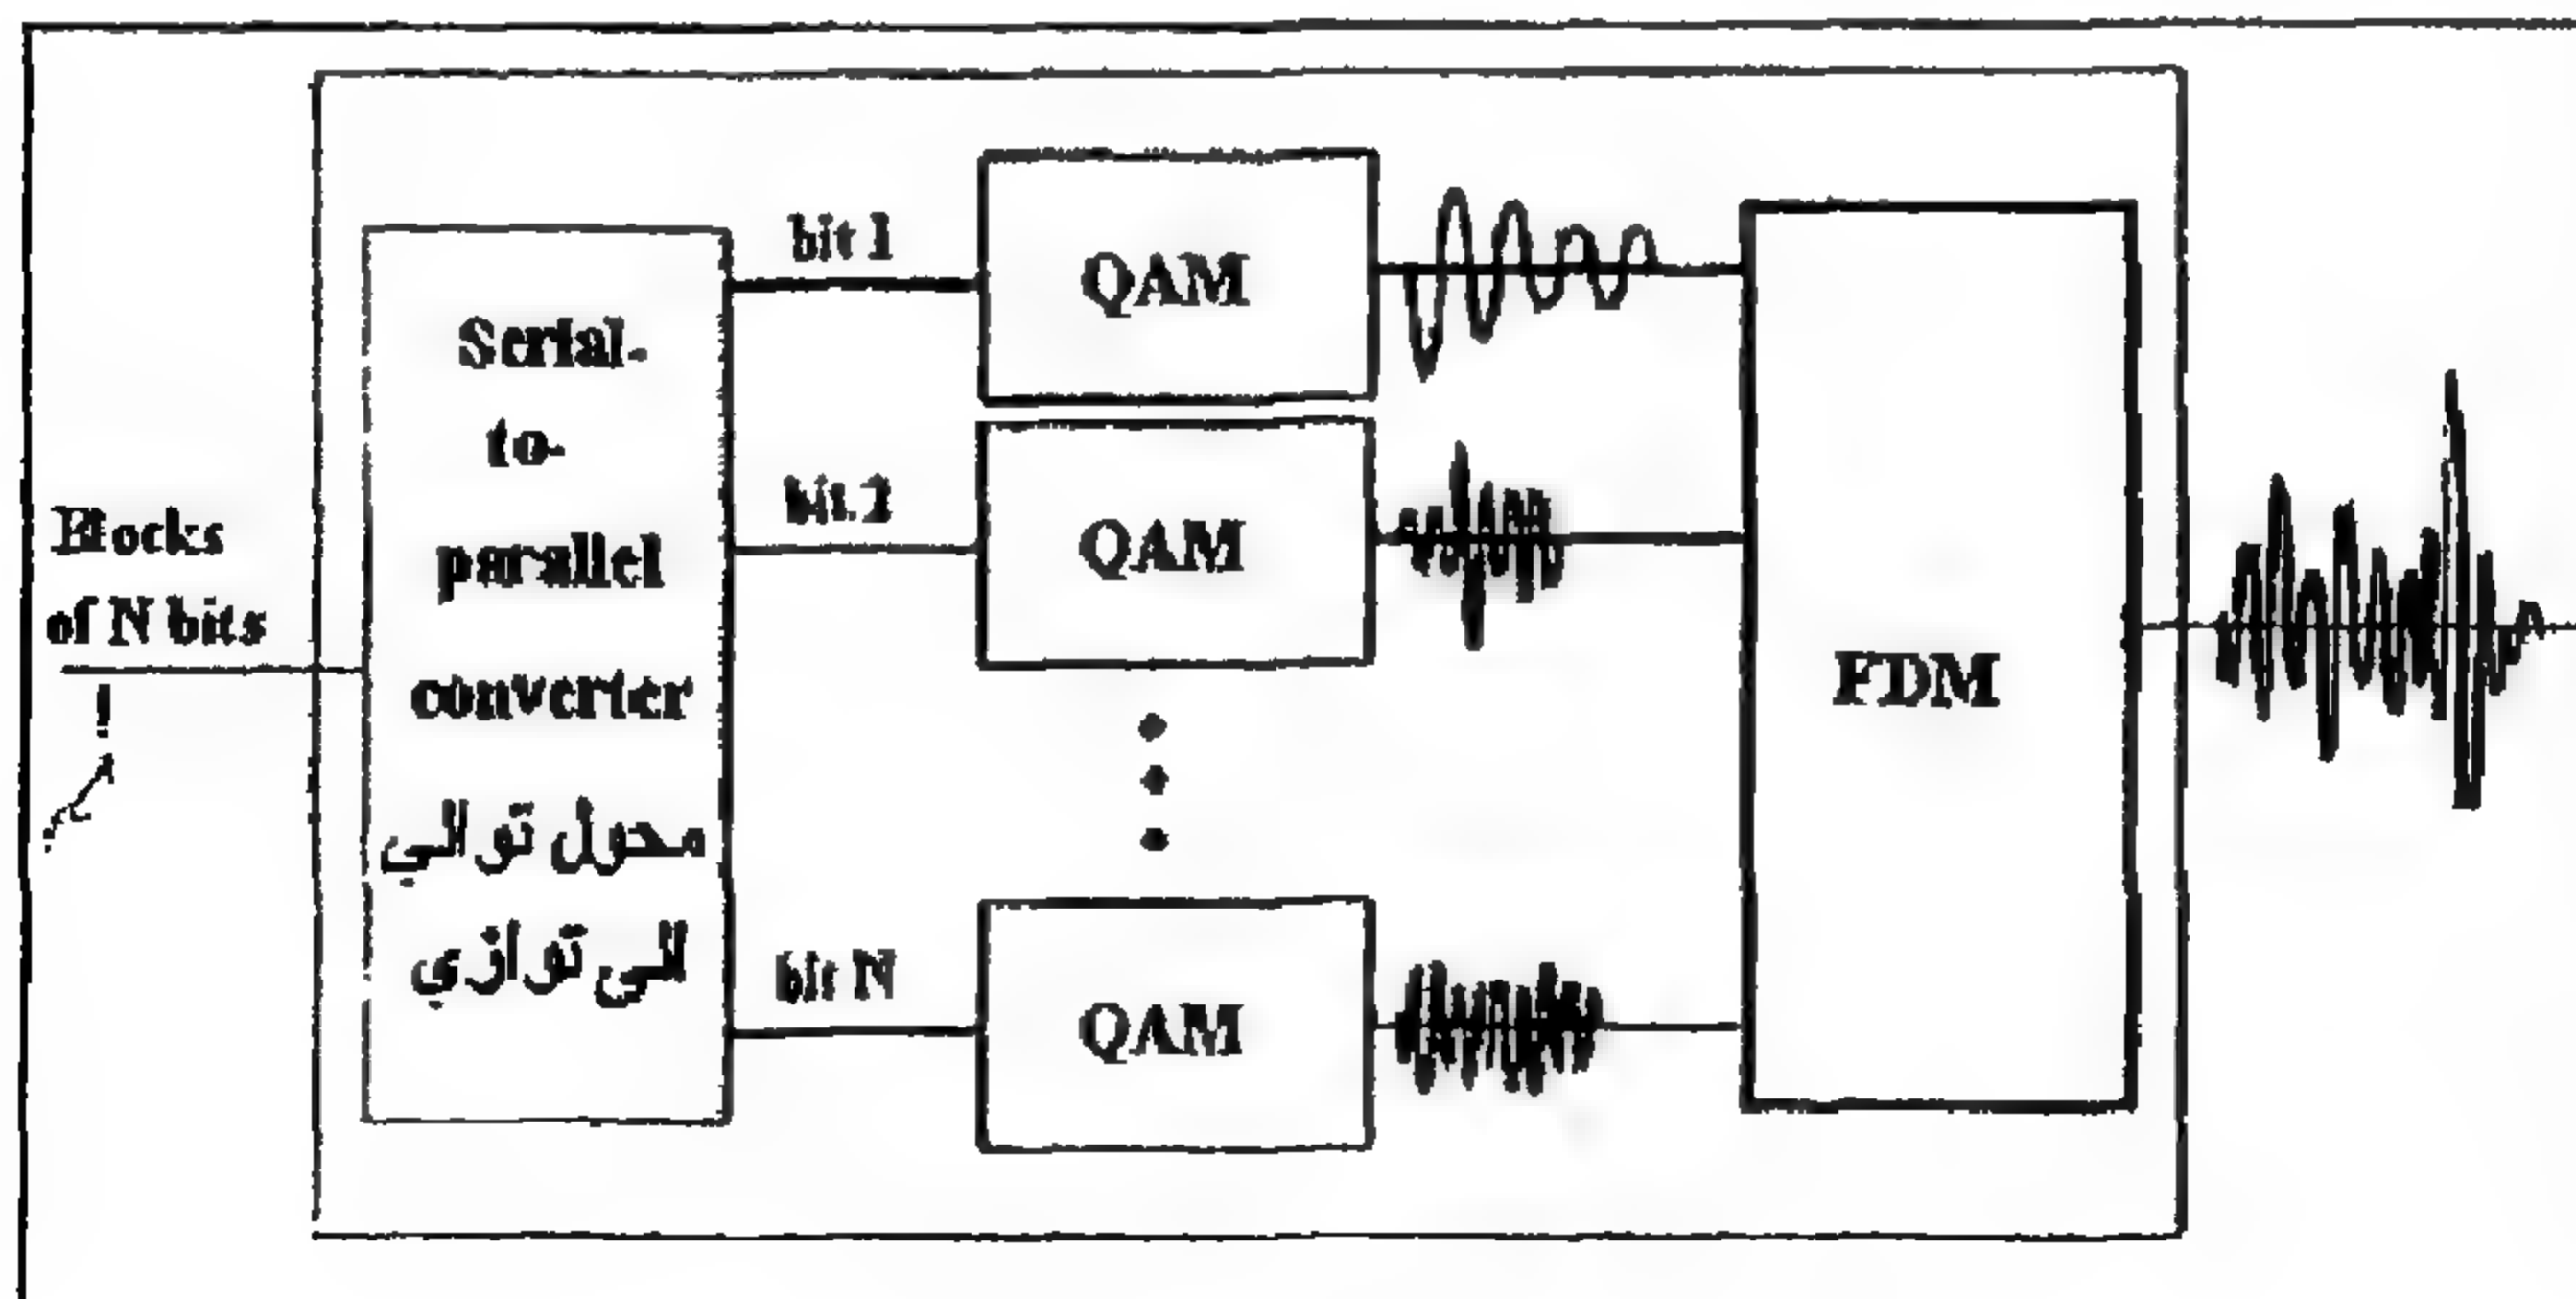 Blocks
of N bits
Serial-
to-
parallel
converter
محول توالي
الى توازي
bit 1
QAM
bit 2
QAM
bit N
QAM
FDM